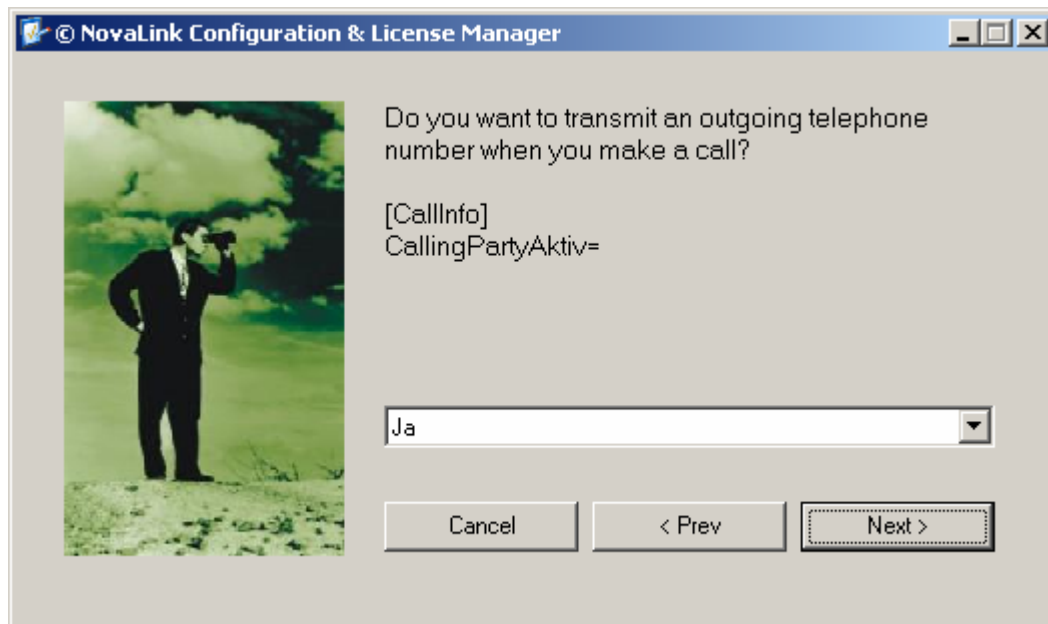 © NovaLink Configuration & License Manager
Do you want to transmit an outgoing telephone
number when you make a call?
[CallInfo]
CallingPartyAktiv=
Ja
Cancel
< Prev
Next >